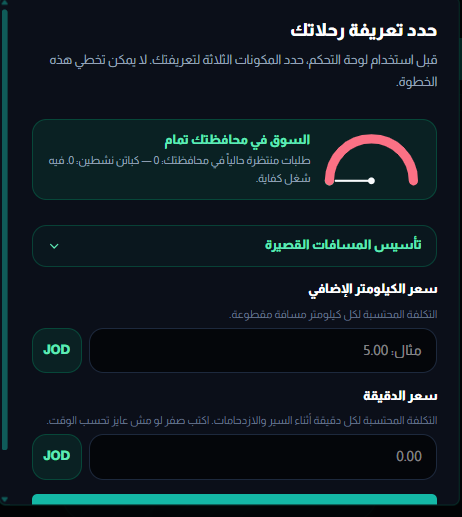 حدد تعريفة رحلاتك
قبل استخدام لوحة التحكم، حدد المكونات الثلاثة لتعريفتك. لا يمكن تخطي هذه
الخطوة.
السوق في محافظتك تمام
طلبات منتظرة حالياً في محافظتك: 0 — كباتن نشطين: 0. فيه
شغل كفاية.
تأسيس المسافات القصيرة
سعر الكيلومتر الإضافي
التكلفة المحتسبة لكل كيلومتر مسافة مقطوعة.
مثال: 5.00
JOD
سعر الدقيقة
التكلفة المحتسبة لكل دقيقة أثناء السير والازدحامات. اكتب صفر لو مش عايز تحسب الوقت.
0.00
JOD